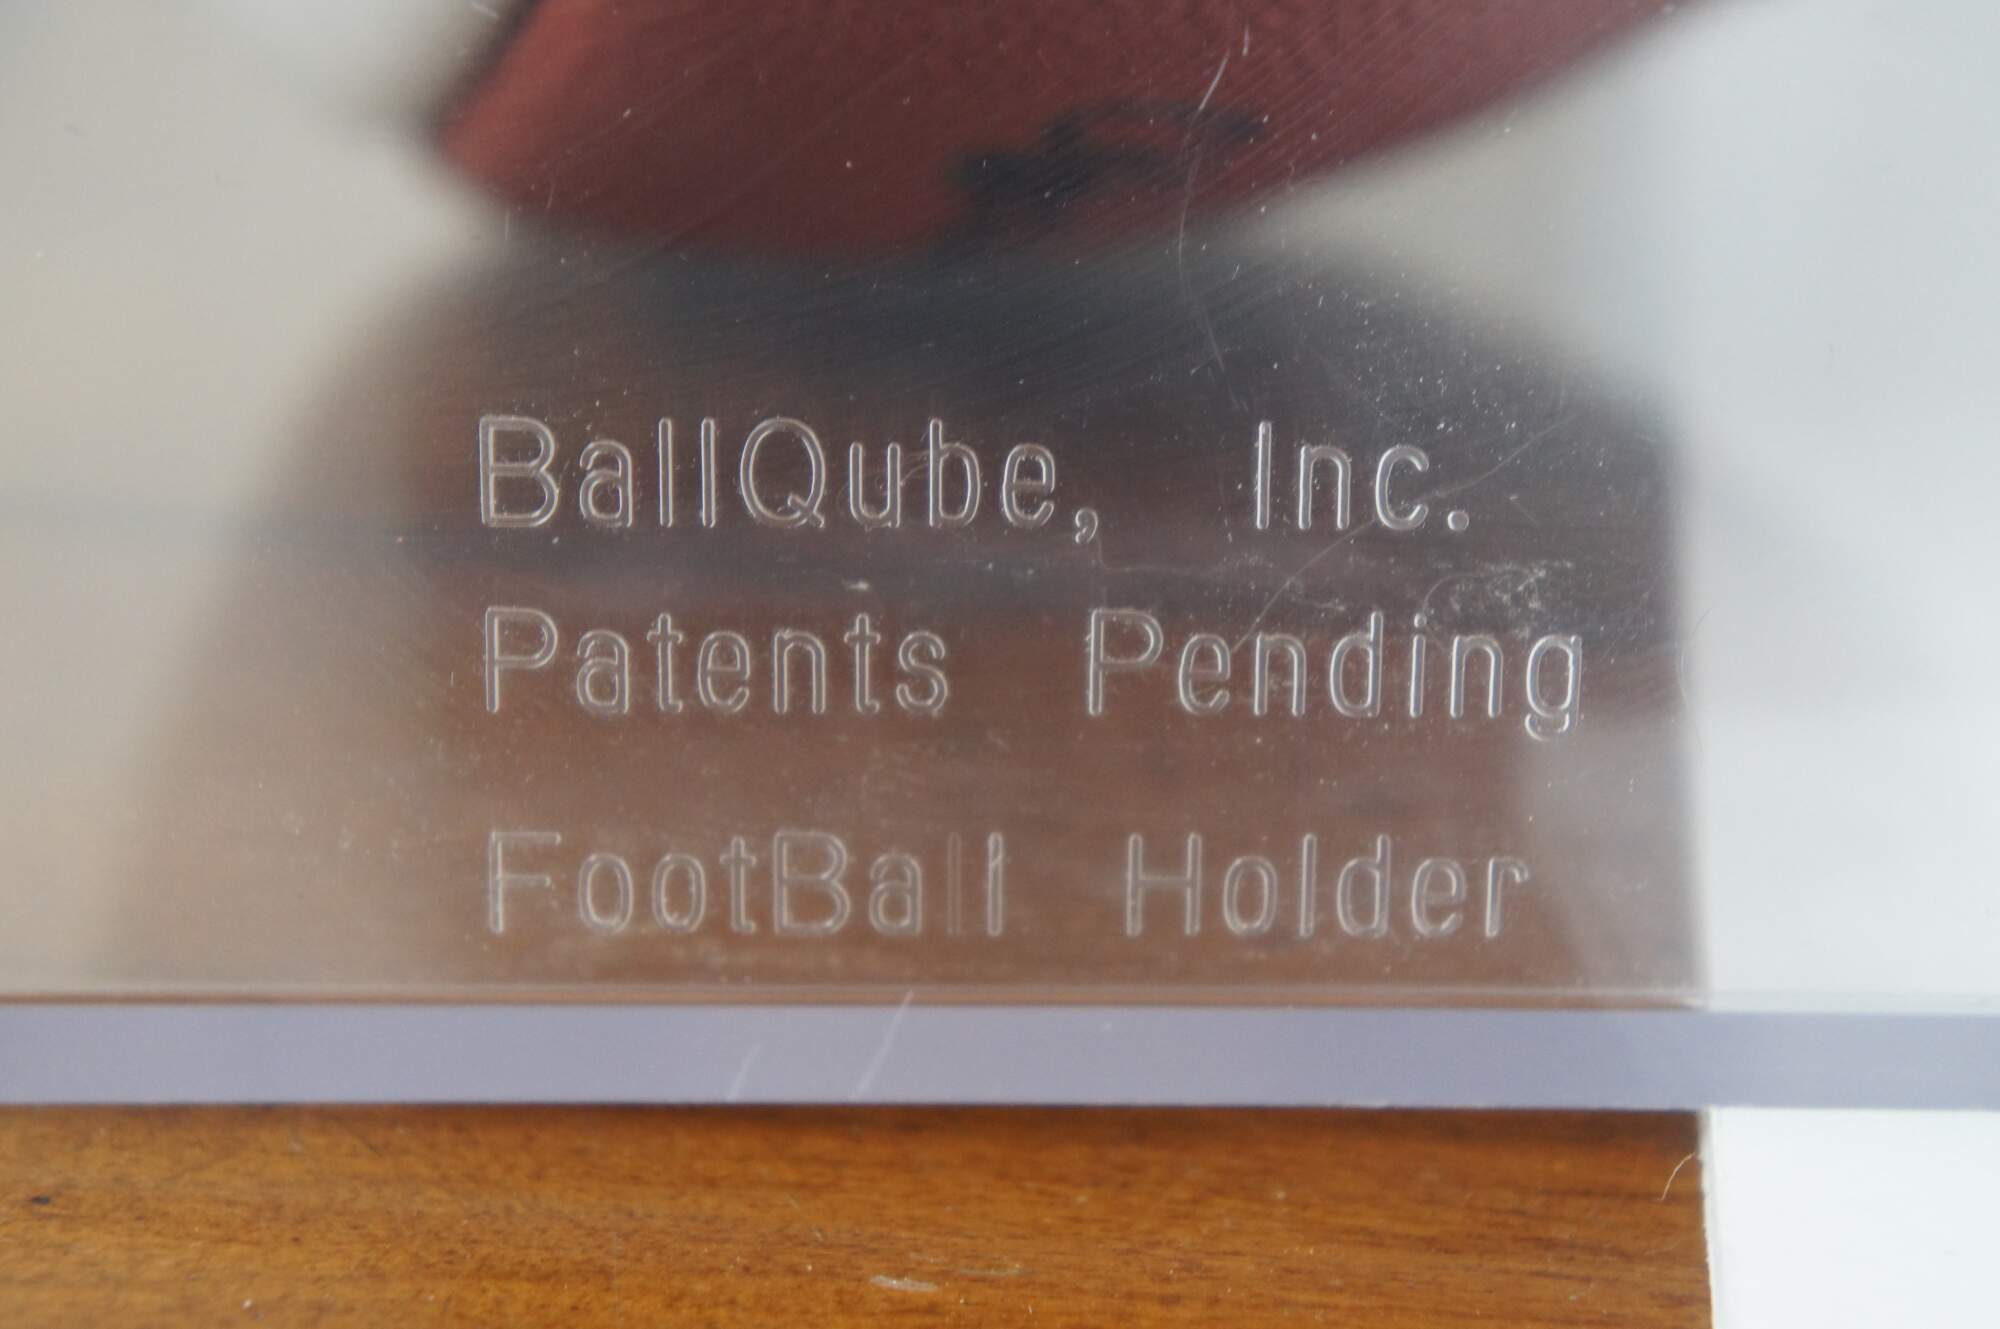 BallQube, Inc.
Patents Pending
FootBall Holder